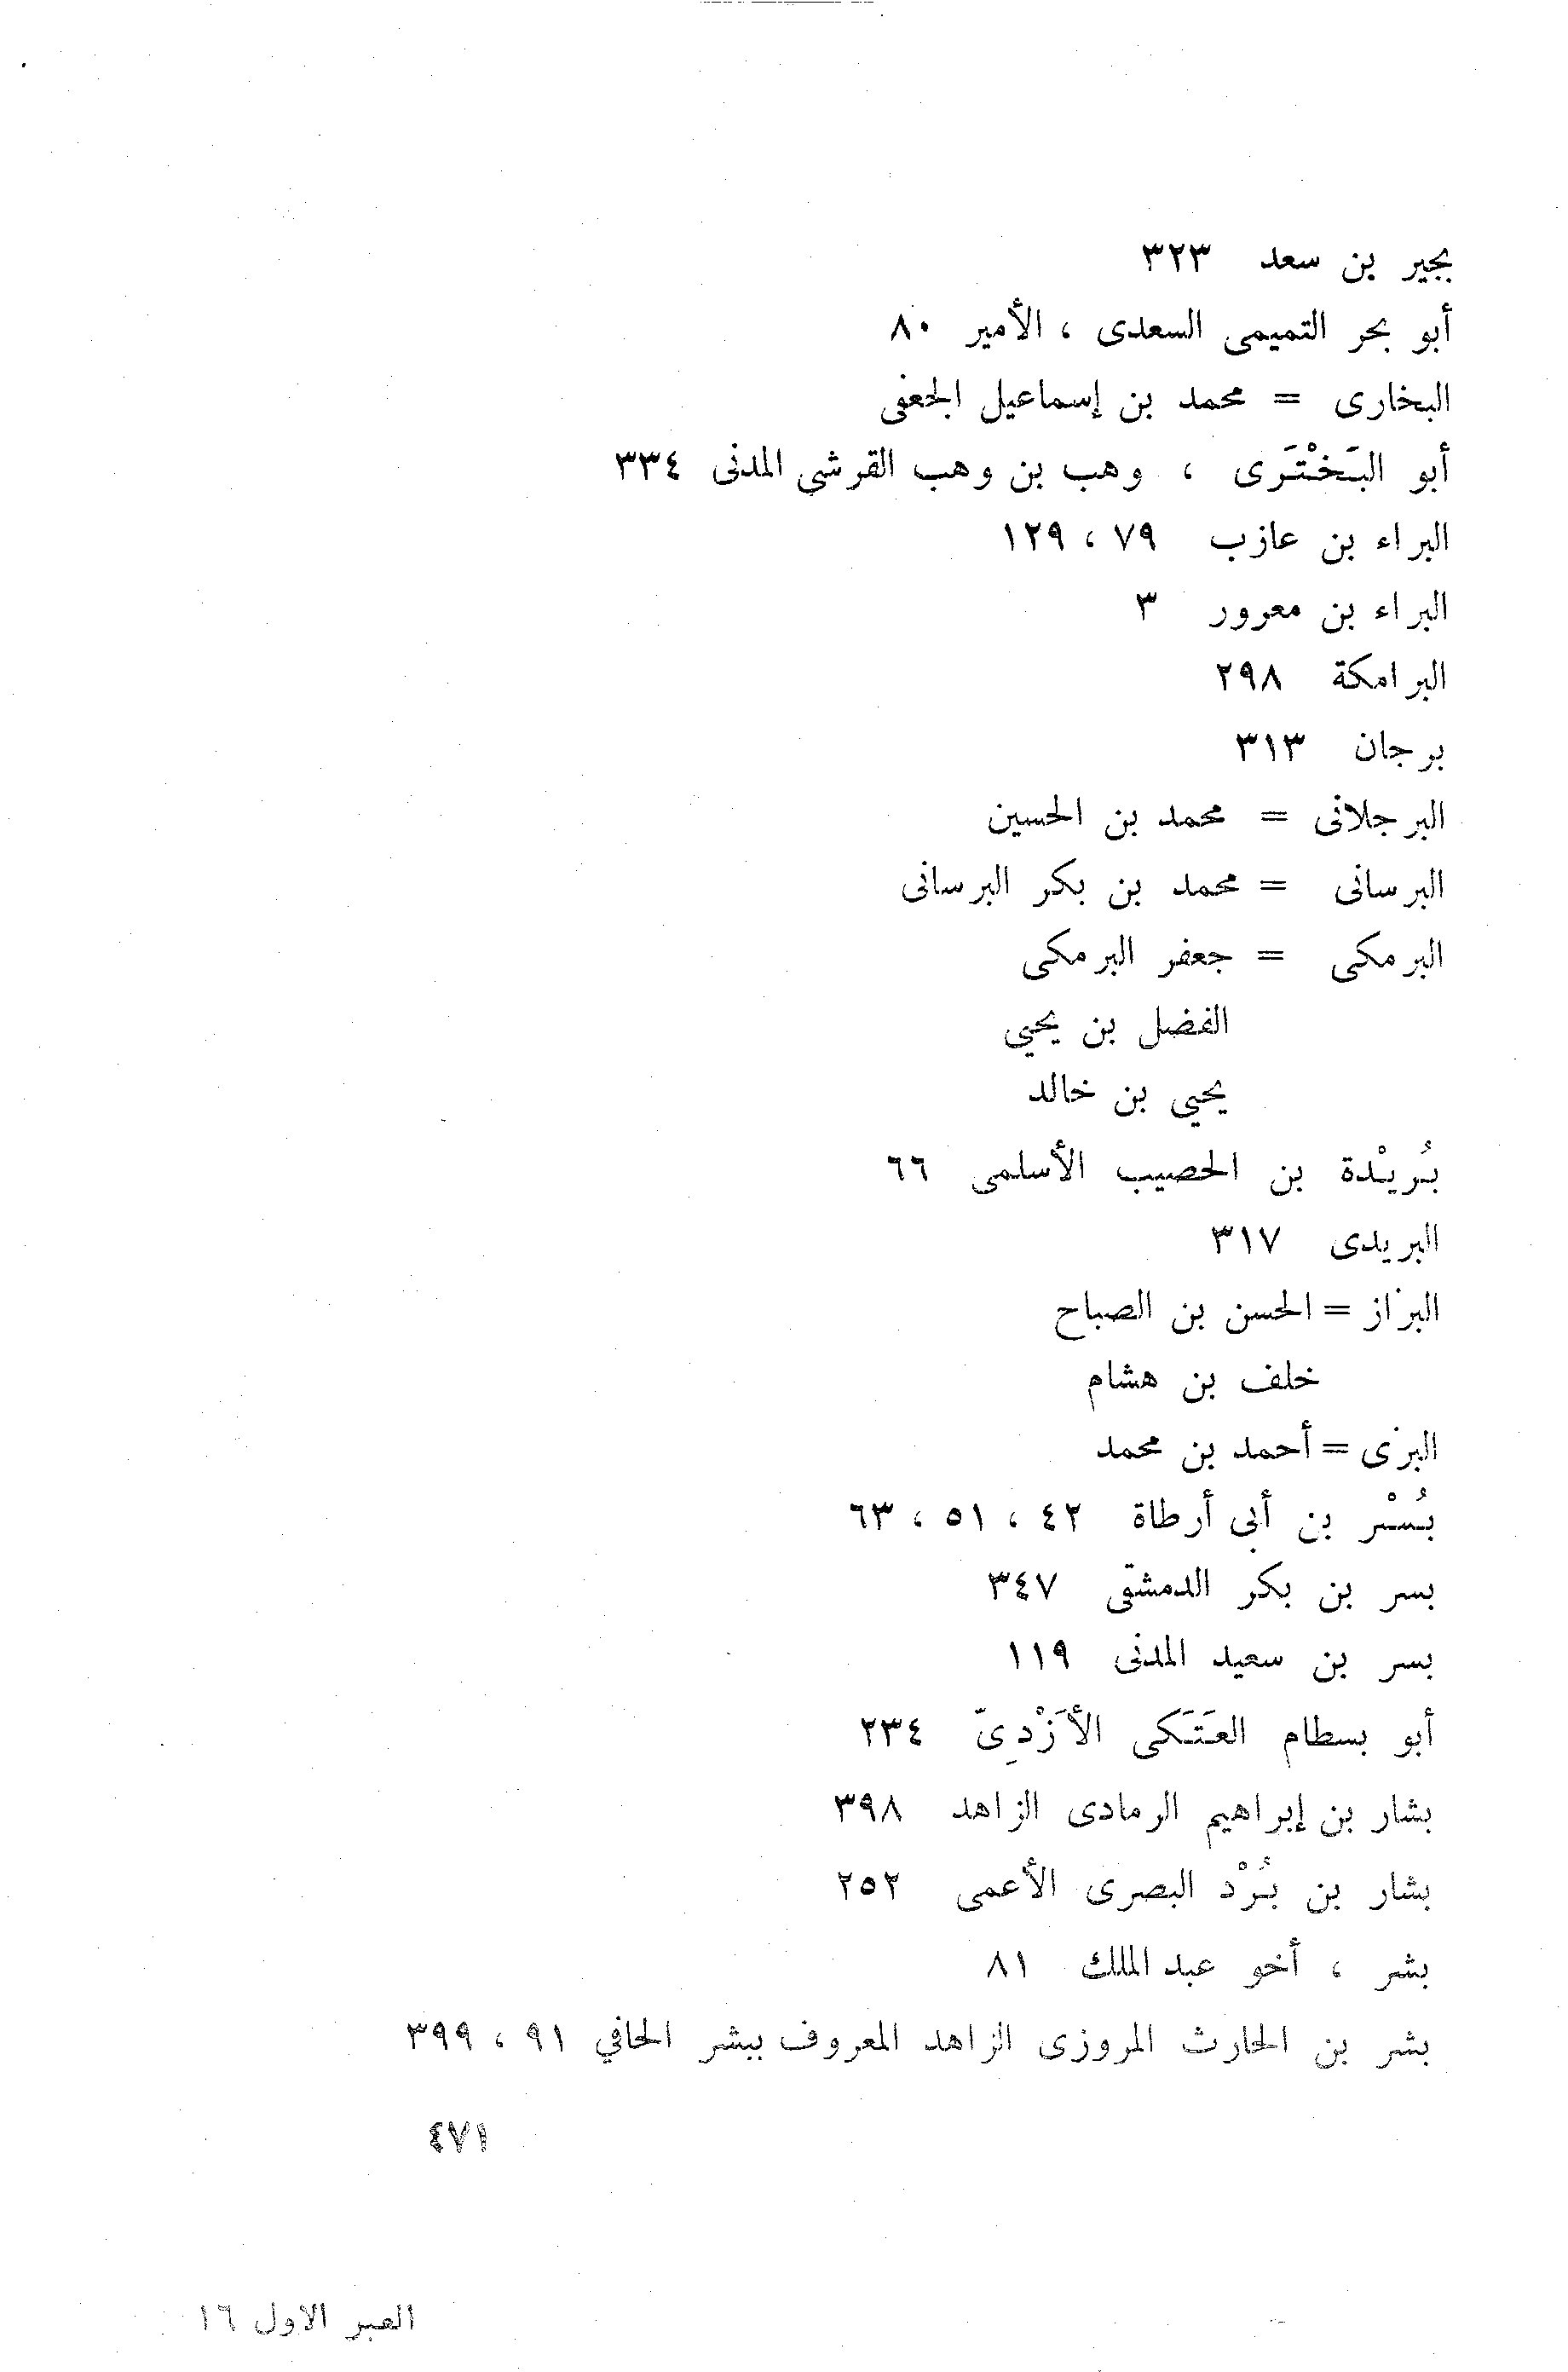 بجير بن سعد ٣٢٣
أبو بحر التميمى السعدى ، الأمير ٨٠
البخارى = محمد بن إسماعيل الجعفى
أبو البَخْتَرى ، وهب بن وهب القرشي المدنى ٣٣٤
البراء بن عازب ٧٩ ، ١٢٩
البراء بن معرور ٣
البرامكة ٢٩٨
برجان ٣١٣
البرجلانى = محمد بن الحسين
البرسانى = محمد بن بكر البرسانى
البرمكى = جعفر البرمكى
الفضل بن يحيي
يحيي بن خالد
بُريْدة بن الحصيب الأسلمى ٦٦
البريدى ٣١٧
البزاز = الحسن بن الصباح
خلف بن هشام
البزى = أحمد بن محمد
بُسْر بن أبى أرطاة ٤٢ ، ٥١ ، ٦٣
بسر بن بكر الدمشقى ٣٤٧
بسر بن سعيد المدنى ١١٩
أبو بسطام العَتَكى الأَزْدِىّ ٢٣٤
بشار بن إبراهيم الرمادى الزاهد ٣٩٨
بشار بن بُرْد البصرى الأعمى ٢٥٢
بشر ، أخو عبد الملك ٨١
بشر بن الحارث المروزى الزاهد المعروف ببشر الحافي ٩١ ، ٣٩٩
٤٧١
العبر الاول ١٦